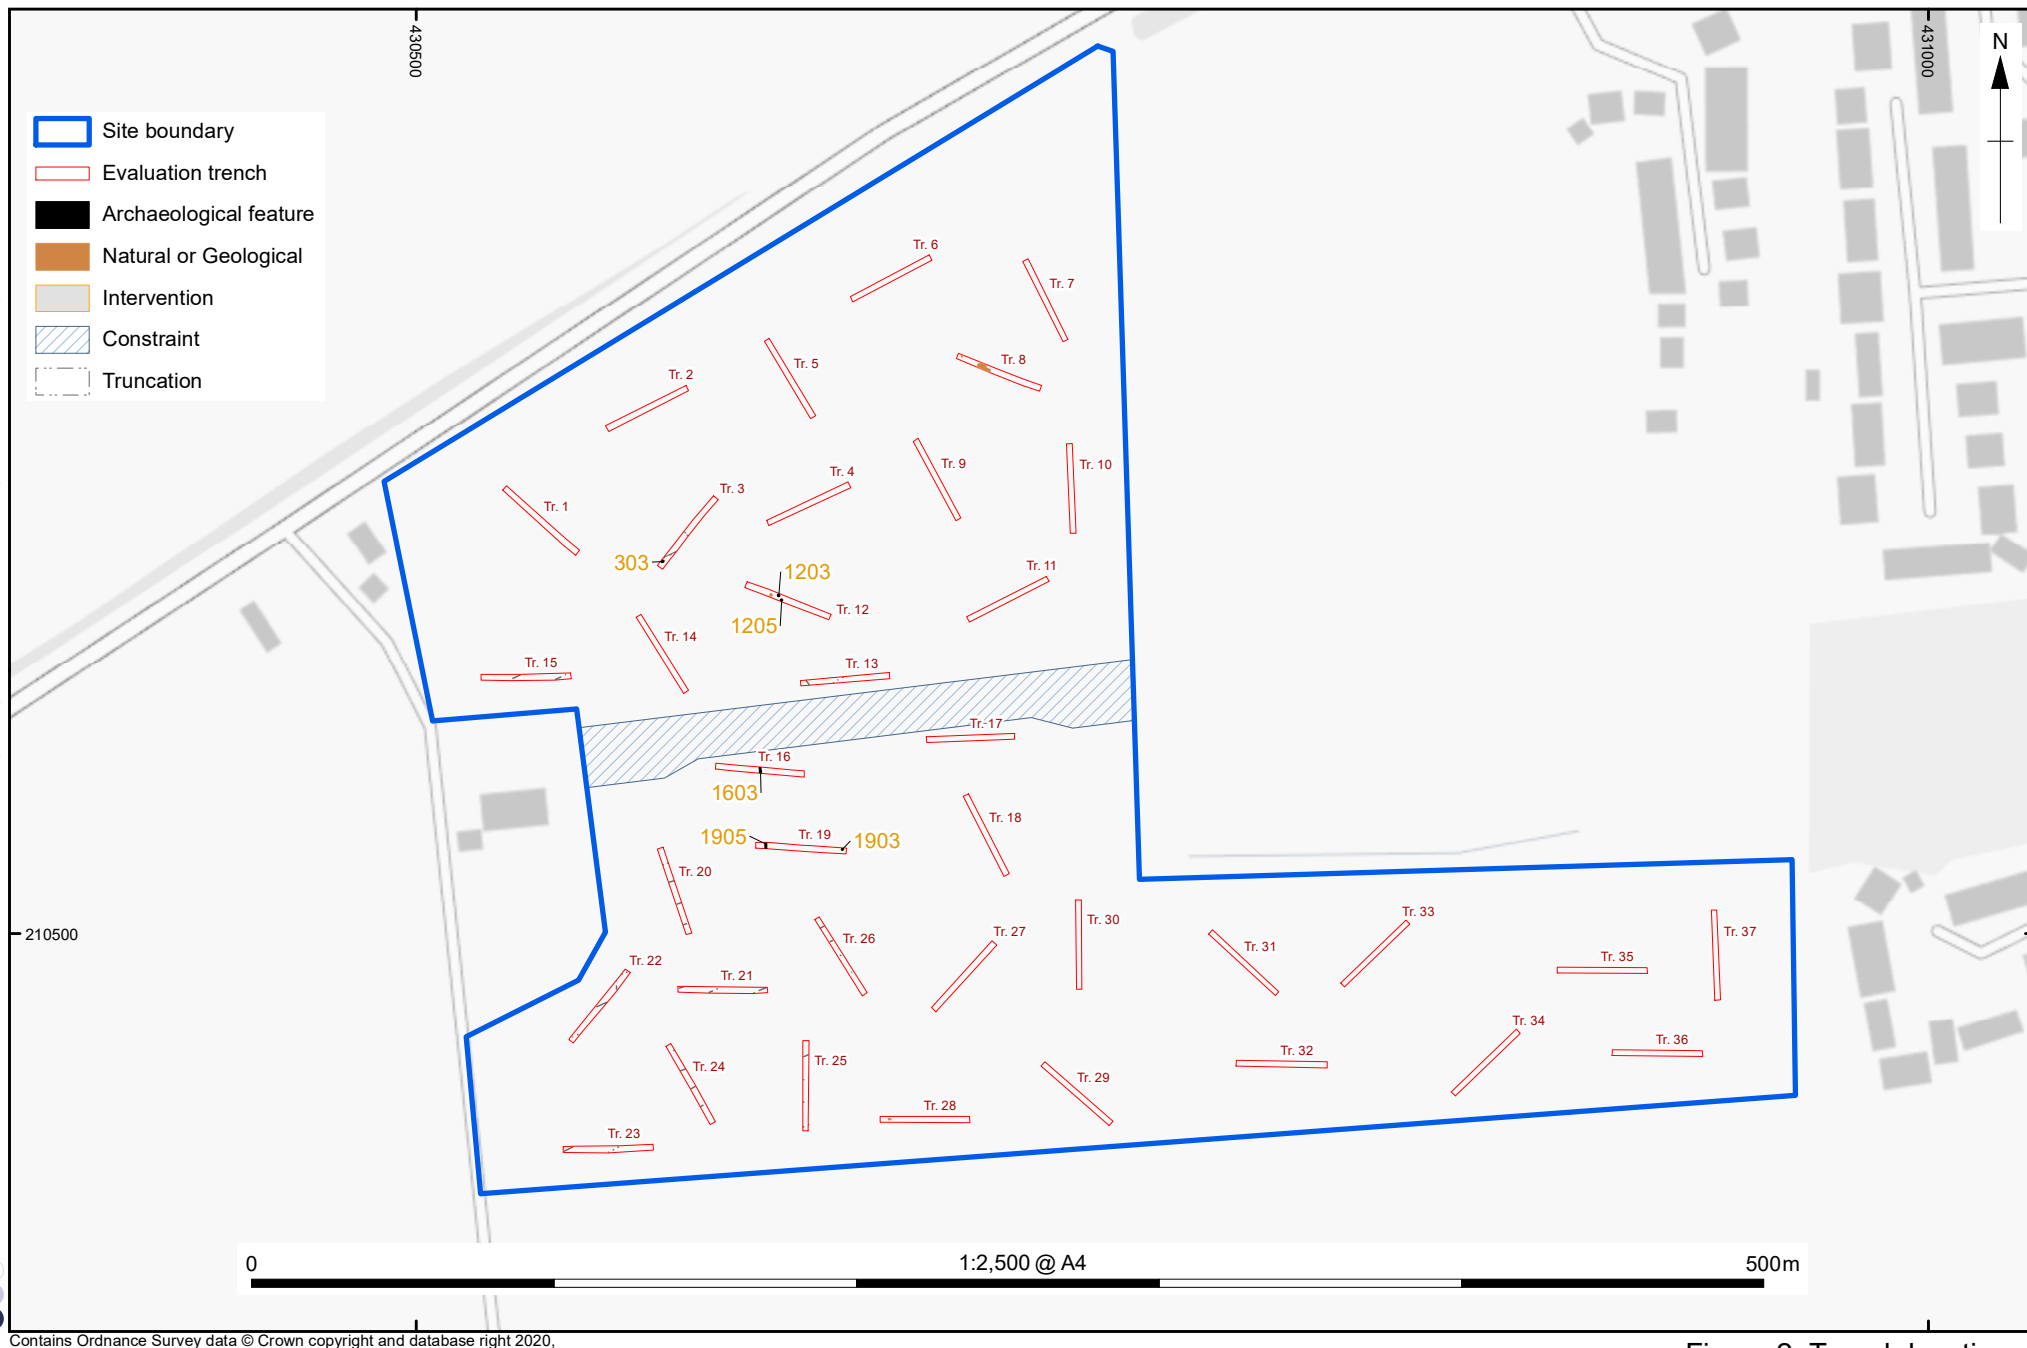 430500
431000
N
Site boundary
Evaluation trench
Archaeological feature
Natural or Geological
Intervention
Constraint
Truncation
Tr. 6
Tr. 7
Tr. 5
Tr. 8
Tr. 2
Tr. 9
Tr. 10
Tr. 4
Tr. 3
Tr. 1
303
1203
Tr. 11
Tr. 12
1205
Tr. 14
Tr. 15
Tr. 13
Tr. 17
Tr. 16
1603
Tr. 18
1905
Tr. 19
1903
Tr. 20
Tr. 30
Tr. 33
210500
Tr. 26
Tr. 27
Tr. 31
Tr. 37
Tr. 22
Tr. 21
Tr. 35
Tr. 34
Tr. 36
Tr. 24
Tr. 25
Tr. 32
Tr. 29
Tr. 28
Tr. 23
0
1:2,500 @ A4
500m
Contains Ordnance Survey data © Crown copyright and database right 2020,